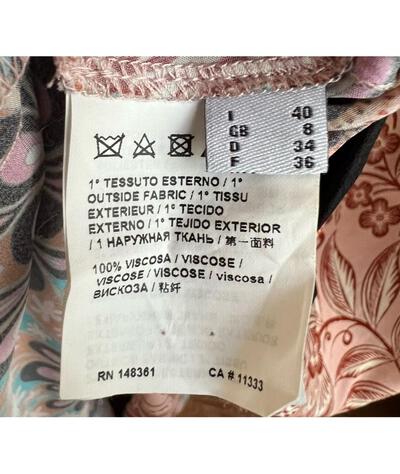 I 40
GB 8
D 34
F 36
1° TESSUTO ESTERNO / 1°
OUTSIDE FABRIC / 1° TISSU
EXTERIEUR / 1° TECIDO
EXTERNO / 1° TEJIDO EXTERIOR
/ 1 НАРУЖНАЯ ТКАНЬ / 第一面料
100% VISCOSA / VISCOSE /
VISCOSE / VISCOSE / viscosa /
ВИСКОЗА / 粘纤
RN 148361 CA # 11333